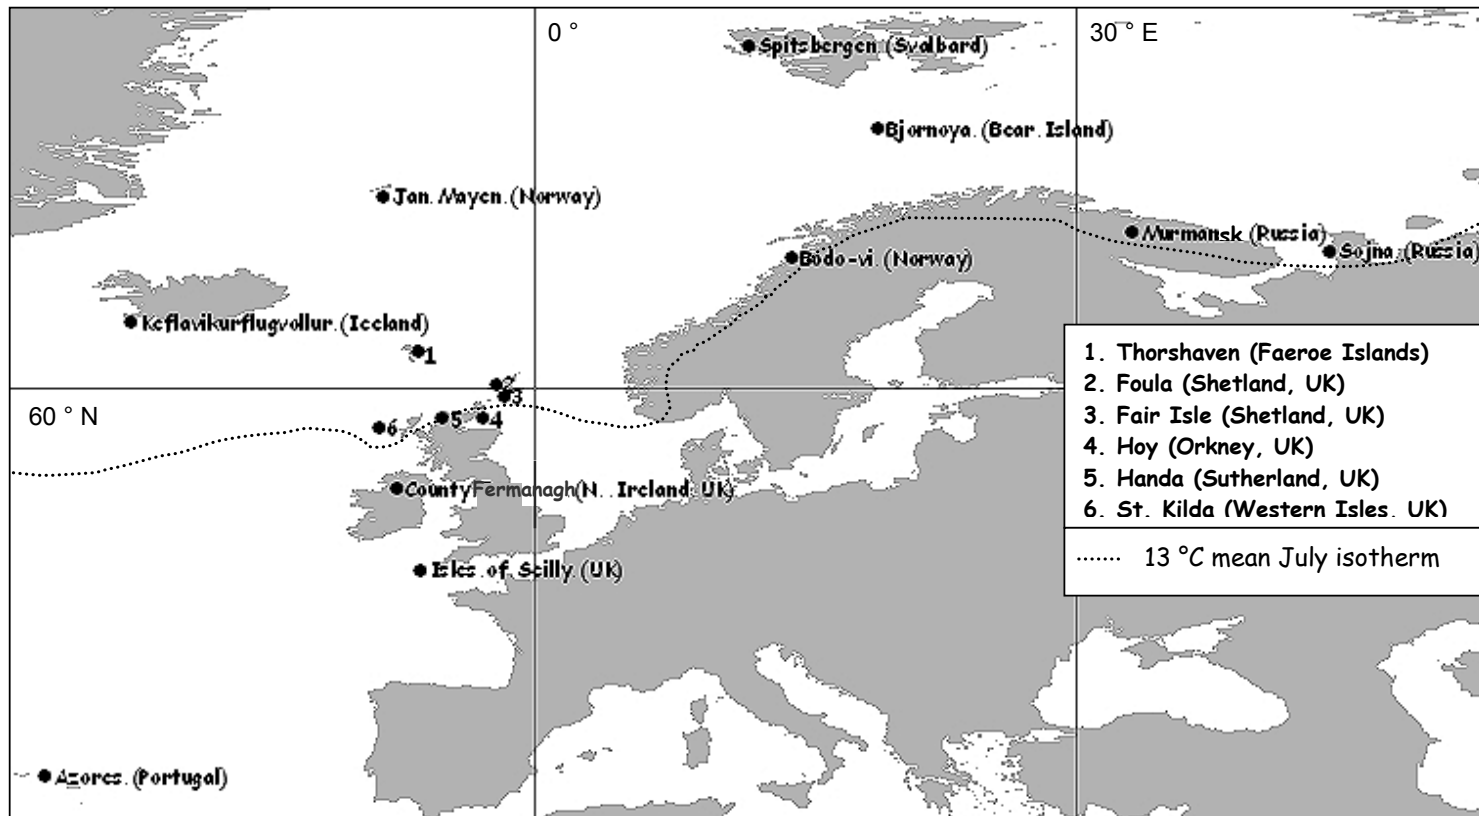 0 °
30 ° E
Spitsbergen. (Svalbard)
Bjornoya. (Bear. Island)
Jan. Mayen. (Norway)
Murmansk (Russia)
Sojna. (Russia)
Bodo-vi. (Norway)
Keflavikurflugvollur. (Iceland)
1
2
3
60 ° N
6
5
4
County Fermanagh (N. Ireland UK)
Isles. of. Scilly. (UK)
Azores. (Portugal)
1. Thorshaven (Faeroe Islands)
2. Foula (Shetland, UK)
3. Fair Isle (Shetland, UK)
4. Hoy (Orkney, UK)
5. Handa (Sutherland, UK)
6. St. Kilda (Western Isles, UK)
13 °C mean July isotherm